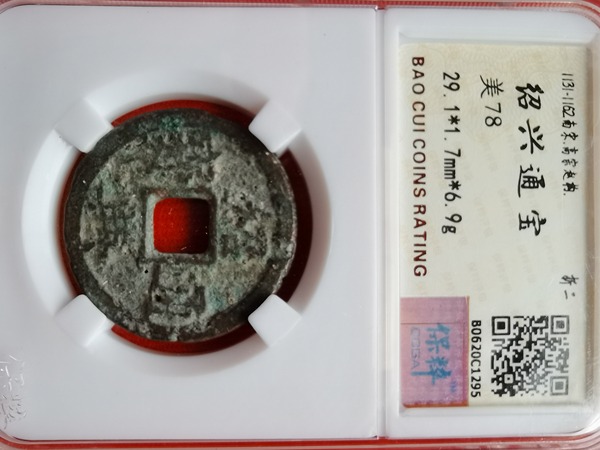 1131-1162南宋.高宗赵构.
绍兴通宝
折二
美78
29.1*1.7mm*6.9g
BAO CUI COINS RATING
保粹
B0620C1295